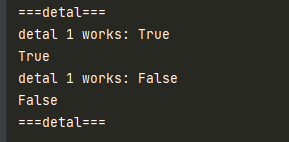 ===detal===
detal 1 works: True
True
detal 1 works: False
False
===detal===